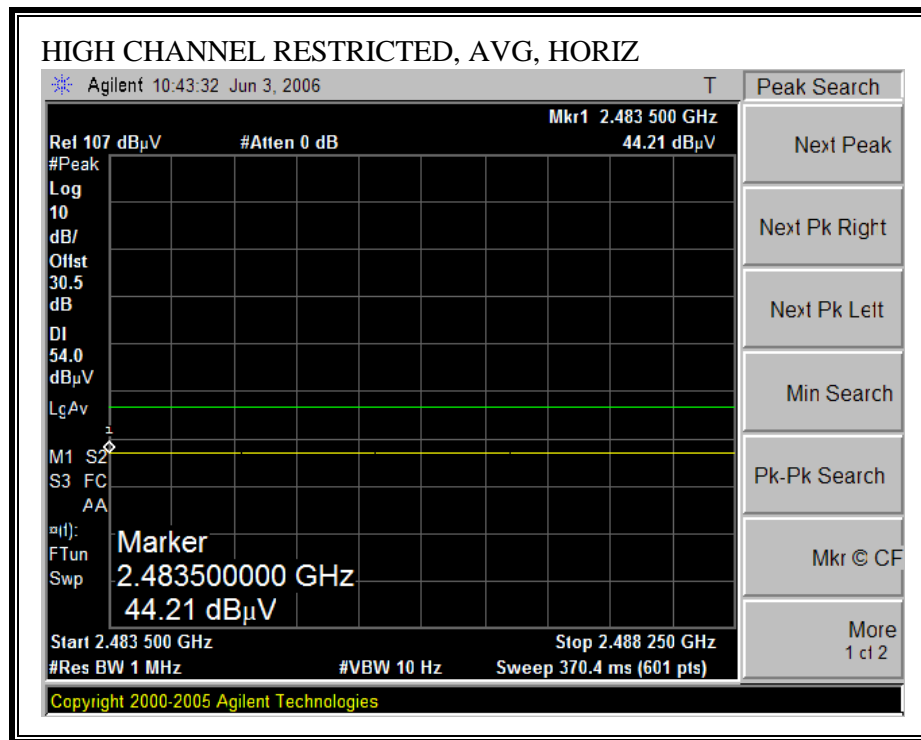 HIGH CHANNEL RESTRICTED, AVG, HORIZ
Agilent 10:43:32 Jun 3, 2006 T
Peak Search
Mkr1 2.483 500 GHz
Ref 107 dBµV #Atten 0 dB 44.21 dBµV
Next Peak
#Peak
Log
10
dB/
Next Pk Right
Offst
30.5
dB
Next Pk Left
DI
54.0
dBµV
Min Search
LgAv
1
M1 S2
S3 FC
AA
Pk-Pk Search
¤(f):
FTun
Swp
Marker
2.483500000 GHz
44.21 dBµV
Mkr © CF
Start 2.483 500 GHz Stop 2.488 250 GHz
#Res BW 1 MHz #VBW 10 Hz Sweep 370.4 ms (601 pts)
More
1 of 2
Copyright 2000-2005 Agilent Technologies